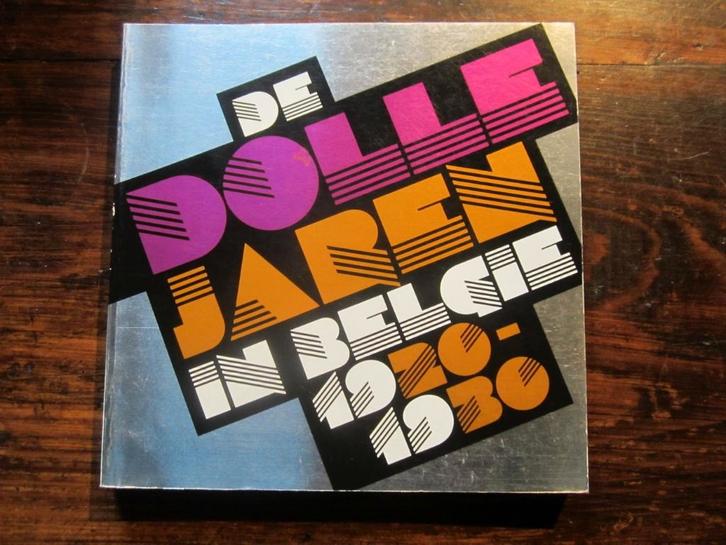 DE
DOLLE
JAREN
IN BELGIE
1920-
1930